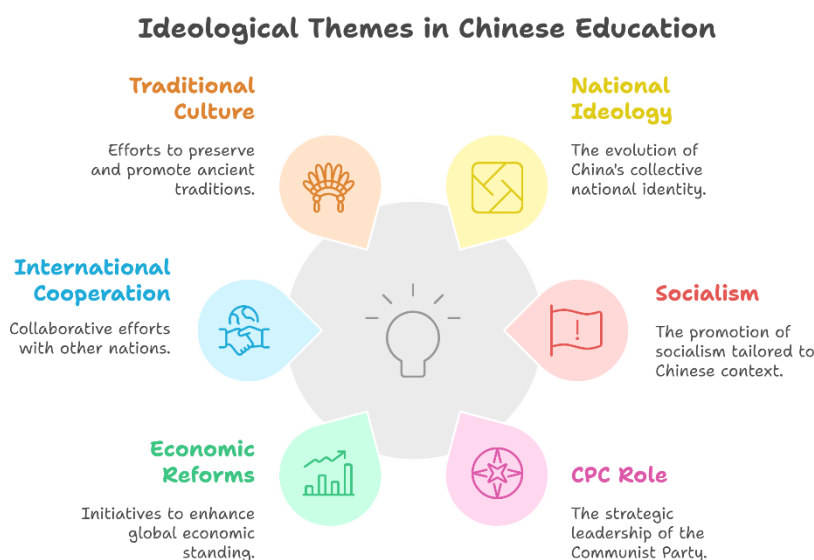 Ideological Themes in Chinese Education
Traditional
Culture
Efforts to preserve
and promote ancient
traditions.
National
Ideology
The evolution of
China's collective
national identity.
International
Cooperation
Collaborative efforts
with other nations.
Socialism
The promotion of
socialism tailored to
Chinese context.
Economic
Reforms
Initiatives to enhance
global economic
standing.
CPC Role
The strategic
leadership of the
Communist Party.